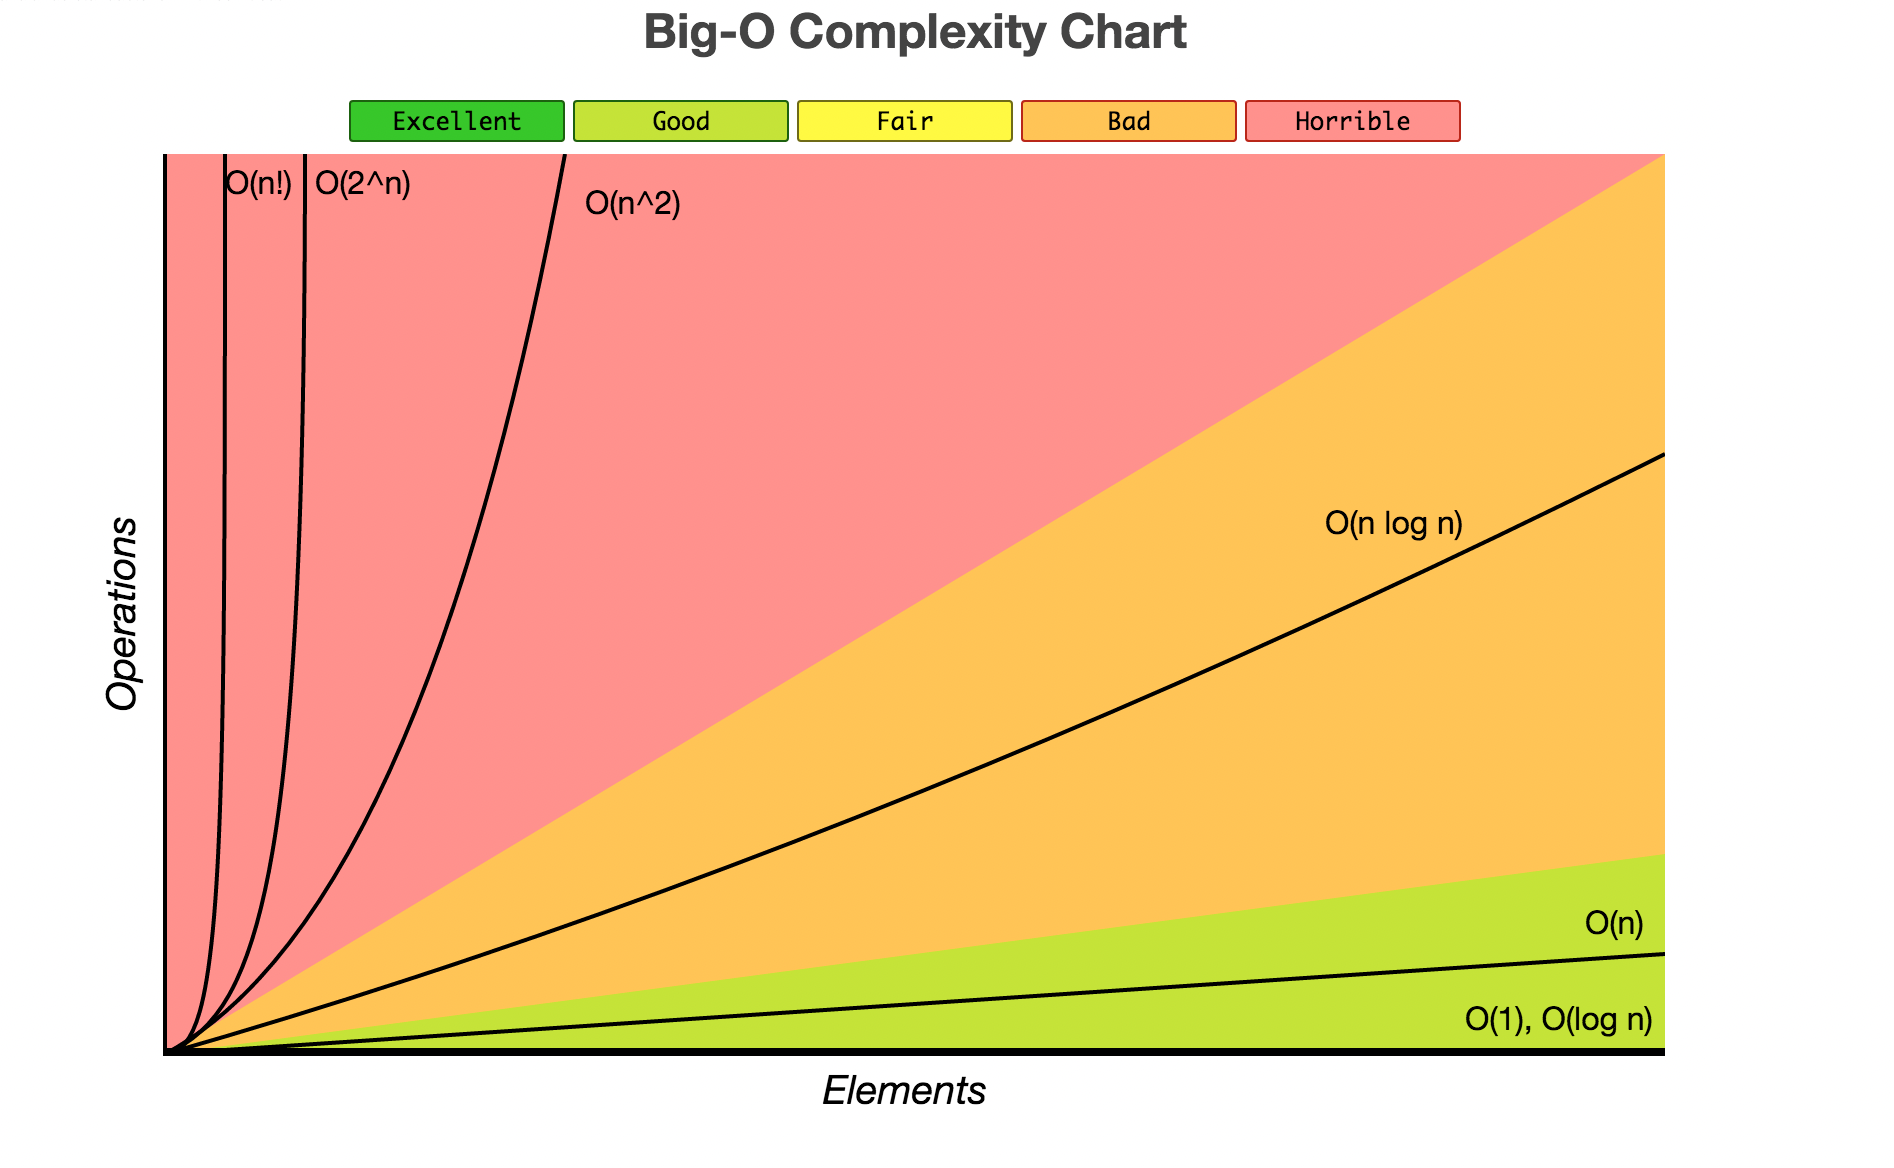 Big-O Complexity Chart
Excellent Good Fair Bad Horrible
O(n!) O(2^n)
O(n^2)
O(n log n)
Operations
O(n)
O(1), O(log n)
Elements